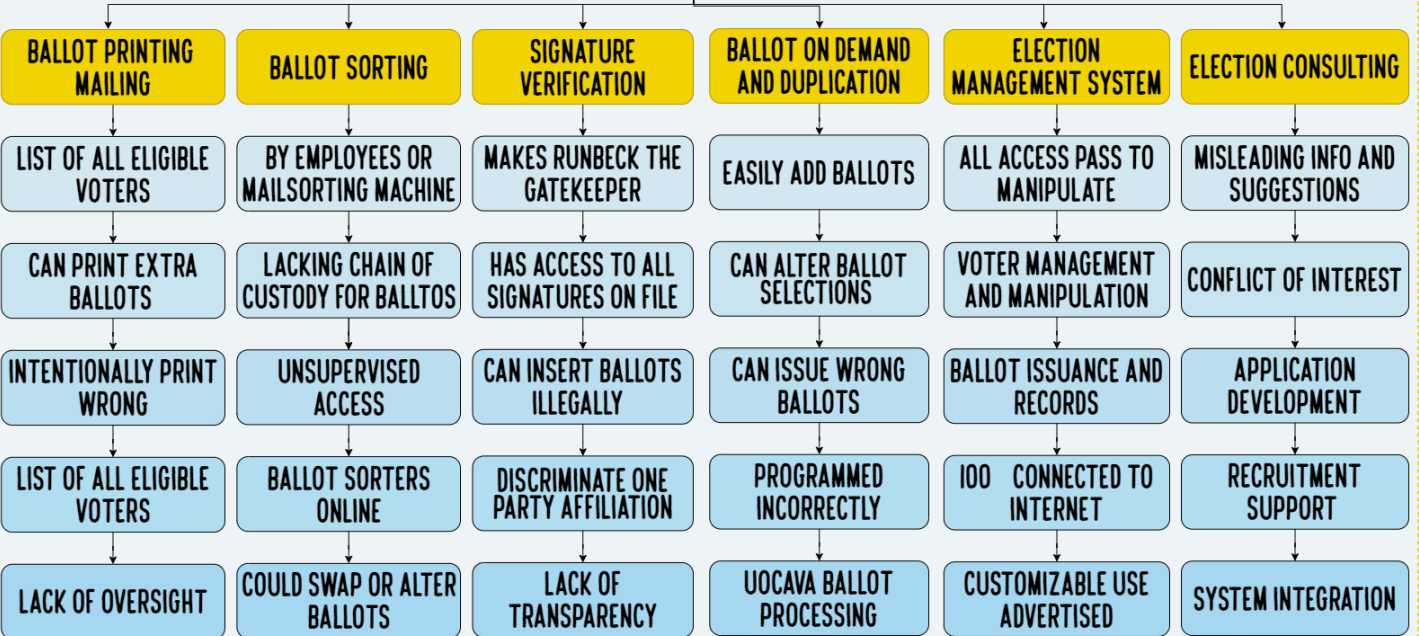 BALLOT PRINTING
MAILING
LIST OF ALL ELIGIBLE
VOTERS
CAN PRINT EXTRA
BALLOTS
INTENTIONALLY PRINT
WRONG
LIST OF ALL ELIGIBLE
VOTERS
LACK OF OVERSIGHT
BALLOT SORTING
BY EMPLOYEES OR
MAILSORTING MACHINE
LACKING CHAIN OF
CUSTODY FOR BALLTOS
UNSUPERVISED
ACCESS
BALLOT SORTERS
ONLINE
COULD SWAP OR ALTER
BALLOTS
SIGNATURE
VERIFICATION
MAKES RUNBECK THE
GATEKEEPER
HAS ACCESS TO ALL
SIGNATURES ON FILE
CAN INSERT BALLOTS
ILLEGALLY
DISCRIMINATE ONE
PARTY AFFILIATION
LACK OF
TRANSPARENCY
BALLOT ON DEMAND
AND DUPLICATION
EASILY ADD BALLOTS
CAN ALTER BALLOT
SELECTIONS
CAN ISSUE WRONG
BALLOTS
PROGRAMMED
INCORRECTLY
UOCAVA BALLOT
PROCESSING
ELECTION
MANAGEMENT SYSTEM
ALL ACCESS PASS TO
MANIPULATE
VOTER MANAGEMENT
AND MANIPULATION
BALLOT ISSUANCE AND
RECORDS
100 CONNECTED TO
INTERNET
CUSTOMIZABLE USE
ADVERTISED
ELECTION CONSULTING
MISLEADING INFO AND
SUGGESTIONS
CONFLICT OF INTEREST
APPLICATION
DEVELOPMENT
RECRUITMENT
SUPPORT
SYSTEM INTEGRATION